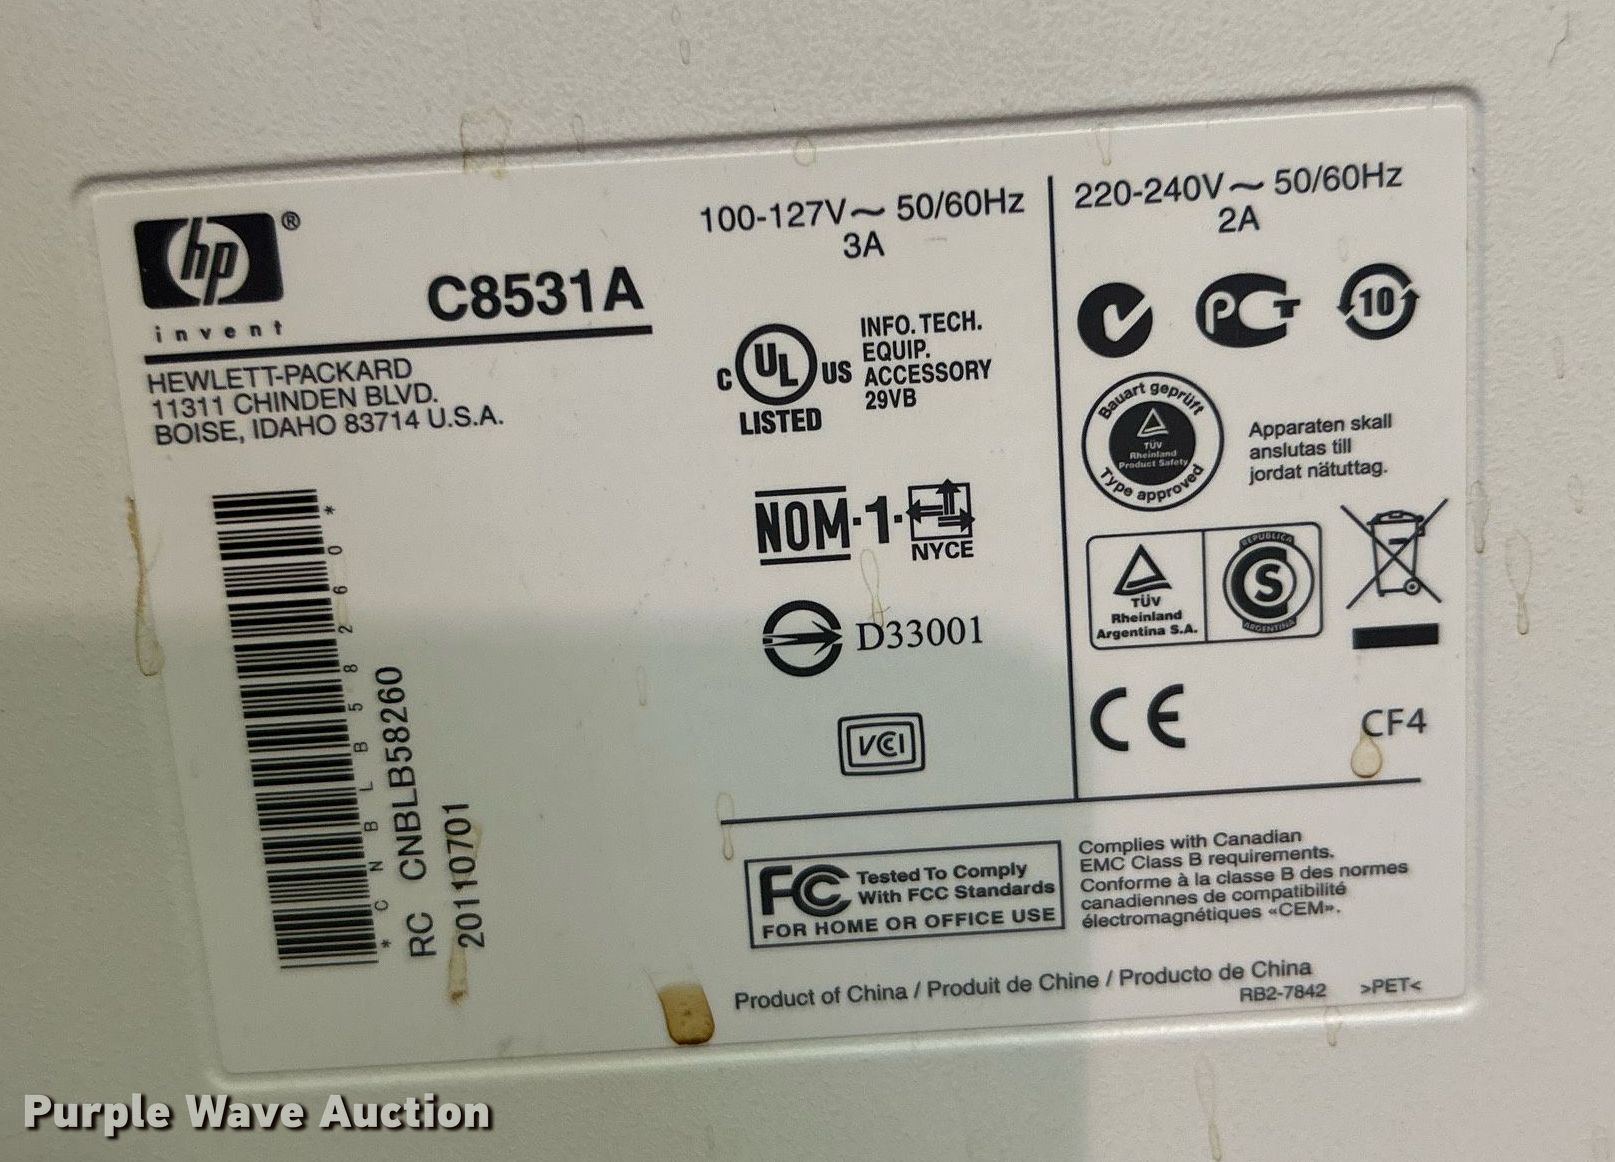 hp ®
invent
C8531A
HEWLETT-PACKARD
11311 CHINDEN BLVD.
BOISE, IDAHO 83714 U.S.A.
*CNBLB58260*
RC CNBLB58260
20110701
100-127V~ 50/60Hz
3A
C UL US
LISTED
INFO. TECH.
EQUIP.
ACCESSORY
29VB
NOM-1-
NYCE
D33001
VCCI
220-240V~ 50/60Hz
2A
PCT
10
Bauart geprüft
TÜV
Rheinland
Product Safety
Type approved
Apparaten skall
anslutas till
jordat nätuttag.
TÜV
Rheinland
Argentina S.A.
REPUBLICA
S
ARGENTINA
CE
CF4
FC Tested To Comply
With FCC Standards
FOR HOME OR OFFICE USE
Complies with Canadian
EMC Class B requirements.
Conforme à la classe B des normes
canadiennes de compatibilité
électromagnétiques «CEM».
Product of China / Produit de Chine / Producto de China
RB2-7842 >PET<
Purple Wave Auction